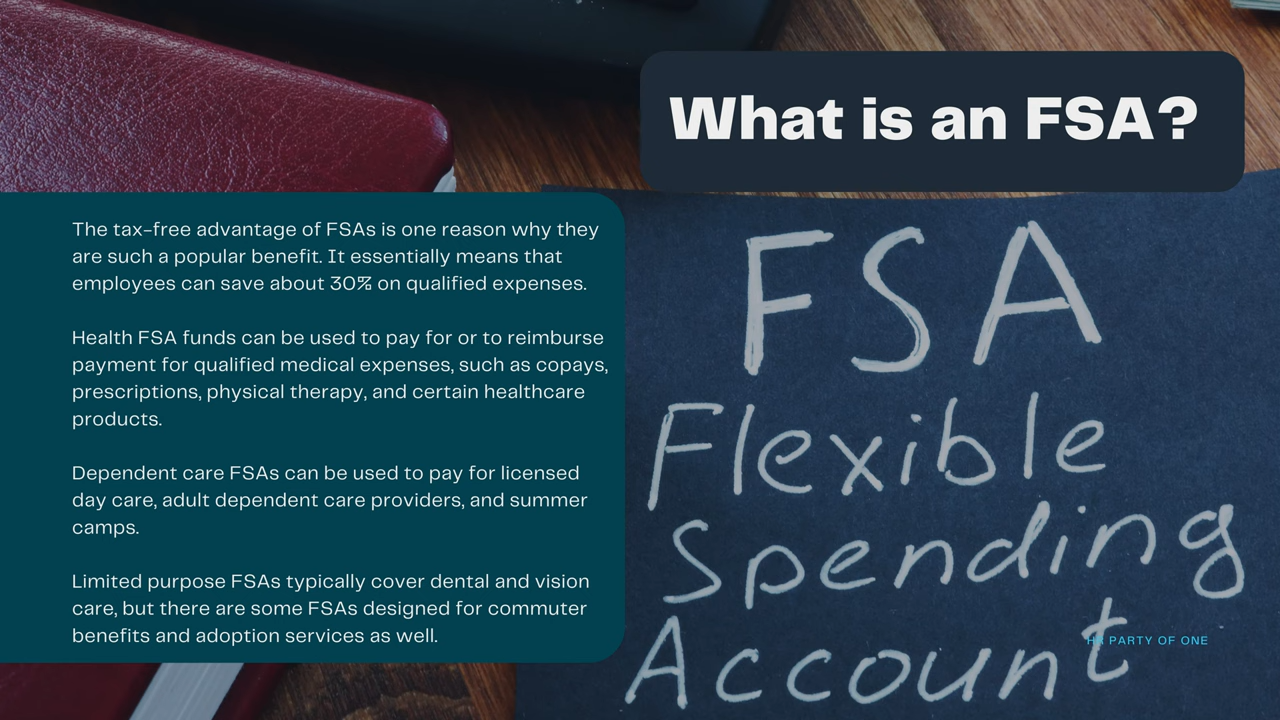 What is an FSA?
The tax-free advantage of FSAs is one reason why they
are such a popular benefit. It essentially means that
employees can save about 30% on qualified expenses.
Health FSA funds can be used to pay for or to reimburse
payment for qualified medical expenses, such as copays,
prescriptions, physical therapy, and certain healthcare
products.
Dependent care FSAs can be used to pay for licensed
day care, adult dependent care providers, and summer
camps.
Limited purpose FSAs typically cover dental and vision
care, but there are some FSAs designed for commuter
benefits and adoption services as well.
FSA
Flexible
Spending
Account
HR PARTY OF ONE